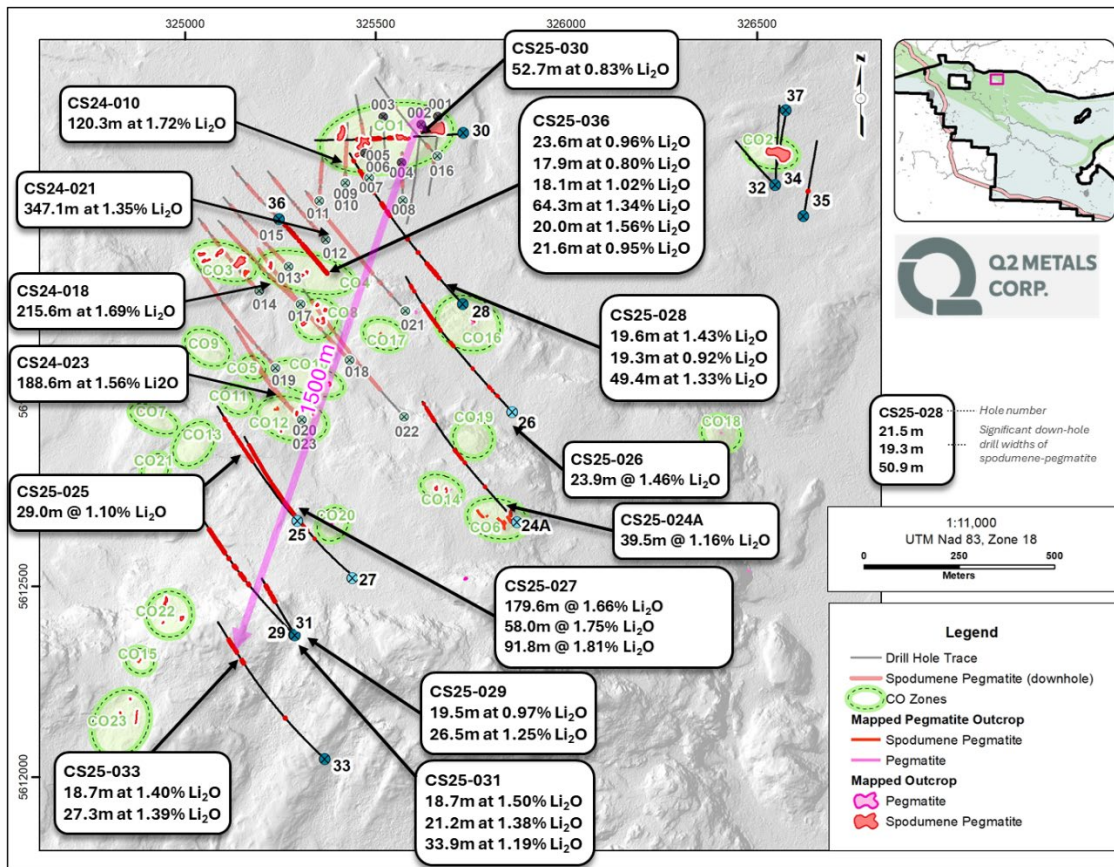 325000
325500
326000
326500
CS25-030
52.7m at 0.83% Li₂O
CS24-010
120.3m at 1.72% Li₂O
CS25-036
23.6m at 0.96% Li₂O
17.9m at 0.80% Li₂O
18.1m at 1.02% Li₂O
64.3m at 1.34% Li₂O
20.0m at 1.56% Li₂O
21.6m at 0.95% Li₂O
CS24-021
347.1m at 1.35% Li₂O
CS24-018
215.6m at 1.69% Li₂O
CS24-023
188.6m at 1.56% Li2O
CS25-028
19.6m at 1.43% Li₂O
19.3m at 0.92% Li₂O
49.4m at 1.33% Li₂O
CS25-026
23.9m @ 1.46% Li₂O
CS25-025
29.0m @ 1.10% Li₂O
CS25-024A
39.5m @ 1.16% Li₂O
CS25-027
179.6m @ 1.66% Li₂O
58.0m @ 1.75% Li₂O
91.8m @ 1.81% Li₂O
CS25-029
19.5m at 0.97% Li₂O
26.5m at 1.25% Li₂O
CS25-033
18.7m at 1.40% Li₂O
27.3m at 1.39% Li₂O
CS25-031
18.7m at 1.50% Li₂O
21.2m at 1.38% Li₂O
33.9m at 1.19% Li₂O
003
001
002
CO1
30
005
006
004
016
007
009
010
008
011
36
015
012
CO3
013
CO4
014
017
CO8
021
28
CO16
CO17
CO9
CO5
018
019
CO11
CO12
020
023
022
26
CO19
CO18
CO7
CO13
CO21
CO14
CO6
24A
25
CO20
27
CO22
29
31
CO15
CO23
33
37
CO2
32
34
35
1500 m
5612500
5612000
z
Q2 METALS
CORP.
CS25-028
21.5 m
19.3 m
50.9 m
Hole number
Significant down-hole
drill widths of
spodumene-pegmatite
1:11,000
UTM Nad 83, Zone 18
0
250
500
Meters
Legend
Drill Hole Trace
Spodumene Pegmatite (downhole)
CO Zones
Mapped Pegmatite Outcrop
Spodumene Pegmatite
Pegmatite
Mapped Outcrop
Pegmatite
Spodumene Pegmatite